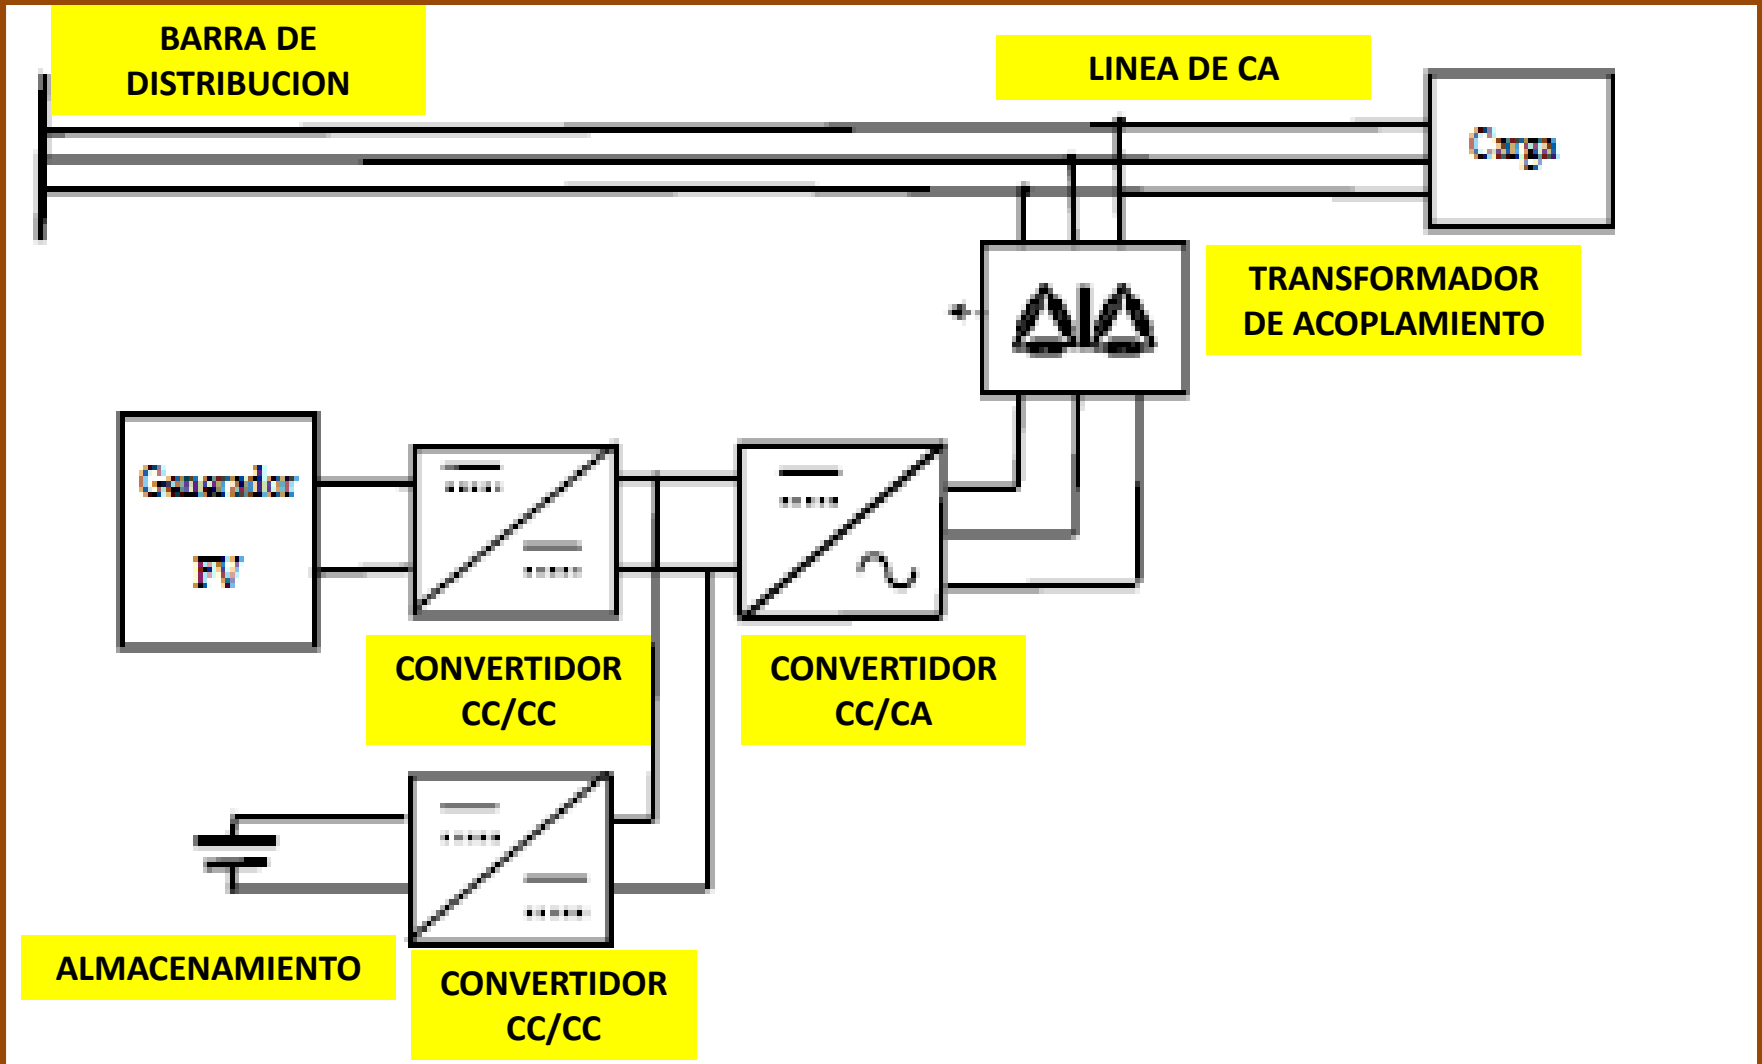 BARRA DE
DISTRIBUCION
LINEA DE CA
Carga
TRANSFORMADOR
DE ACOPLAMIENTO
Generador
FV
CONVERTIDOR
CC/CC
CONVERTIDOR
CC/CA
ALMACENAMIENTO
CONVERTIDOR
CC/CC